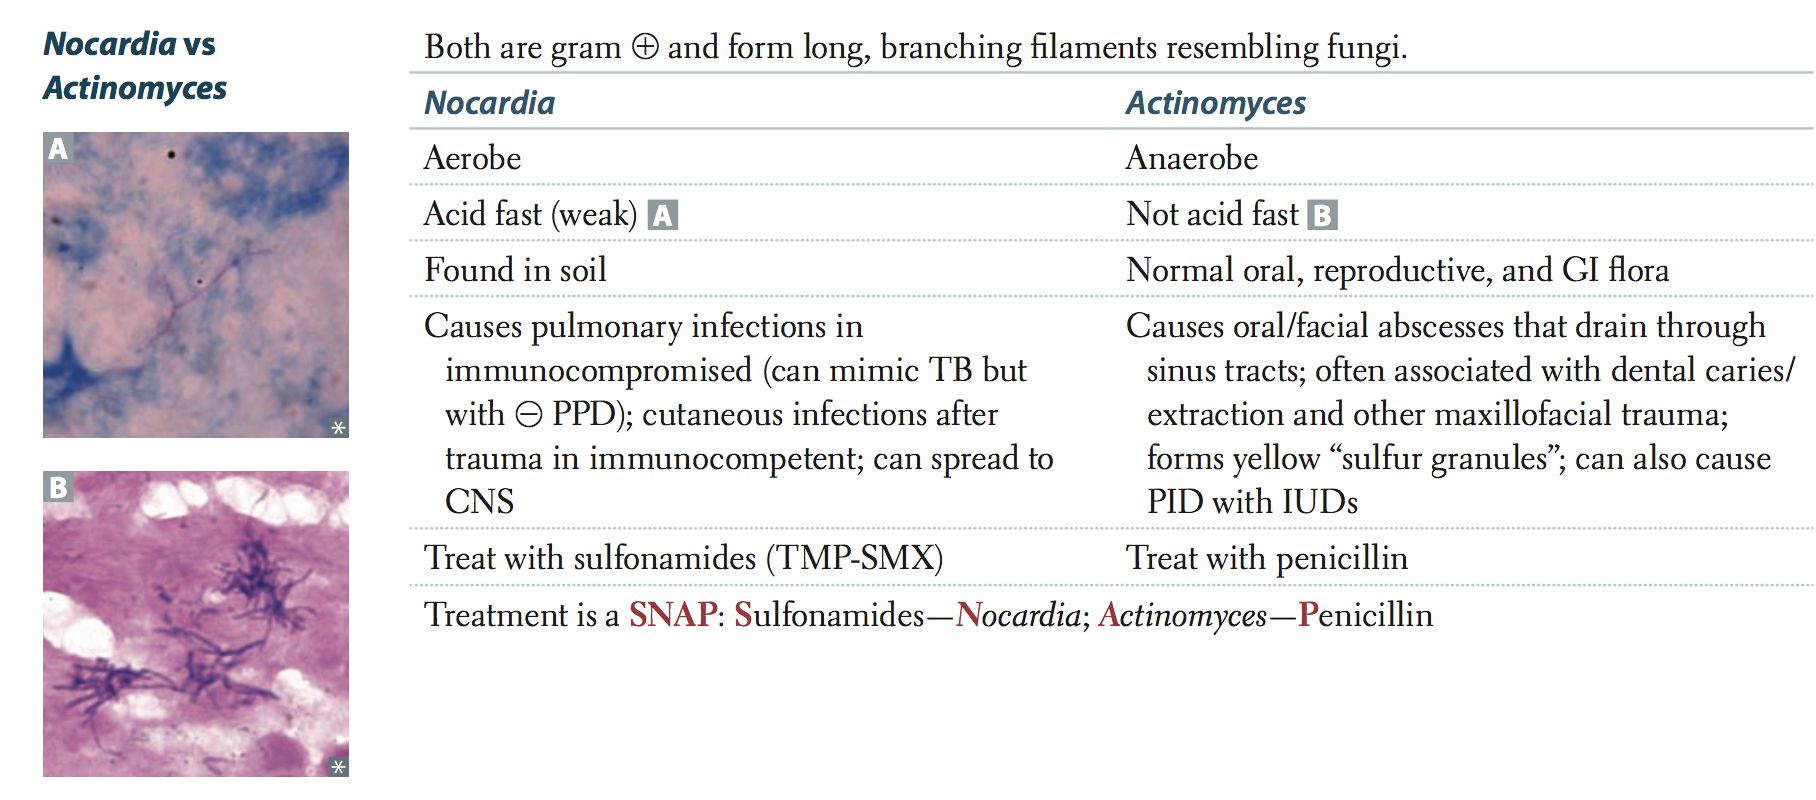 Nocardia vs
Actinomyces
Both are gram ⊕ and form long, branching filaments resembling fungi.
Nocardia
Actinomyces
Aerobe
Anaerobe
Acid fast (weak) A
Not acid fast B
Found in soil
Normal oral, reproductive, and GI flora
Causes pulmonary infections in
immunocompromised (can mimic TB but
with ⊖ PPD); cutaneous infections after
trauma in immunocompetent; can spread to
CNS
Causes oral/facial abscesses that drain through
sinus tracts; often associated with dental caries/
extraction and other maxillofacial trauma;
forms yellow “sulfur granules”; can also cause
PID with IUDs
Treat with sulfonamides (TMP-SMX)
Treat with penicillin
Treatment is a SNAP: Sulfonamides—Nocardia; Actinomyces—Penicillin
A
*
B
*